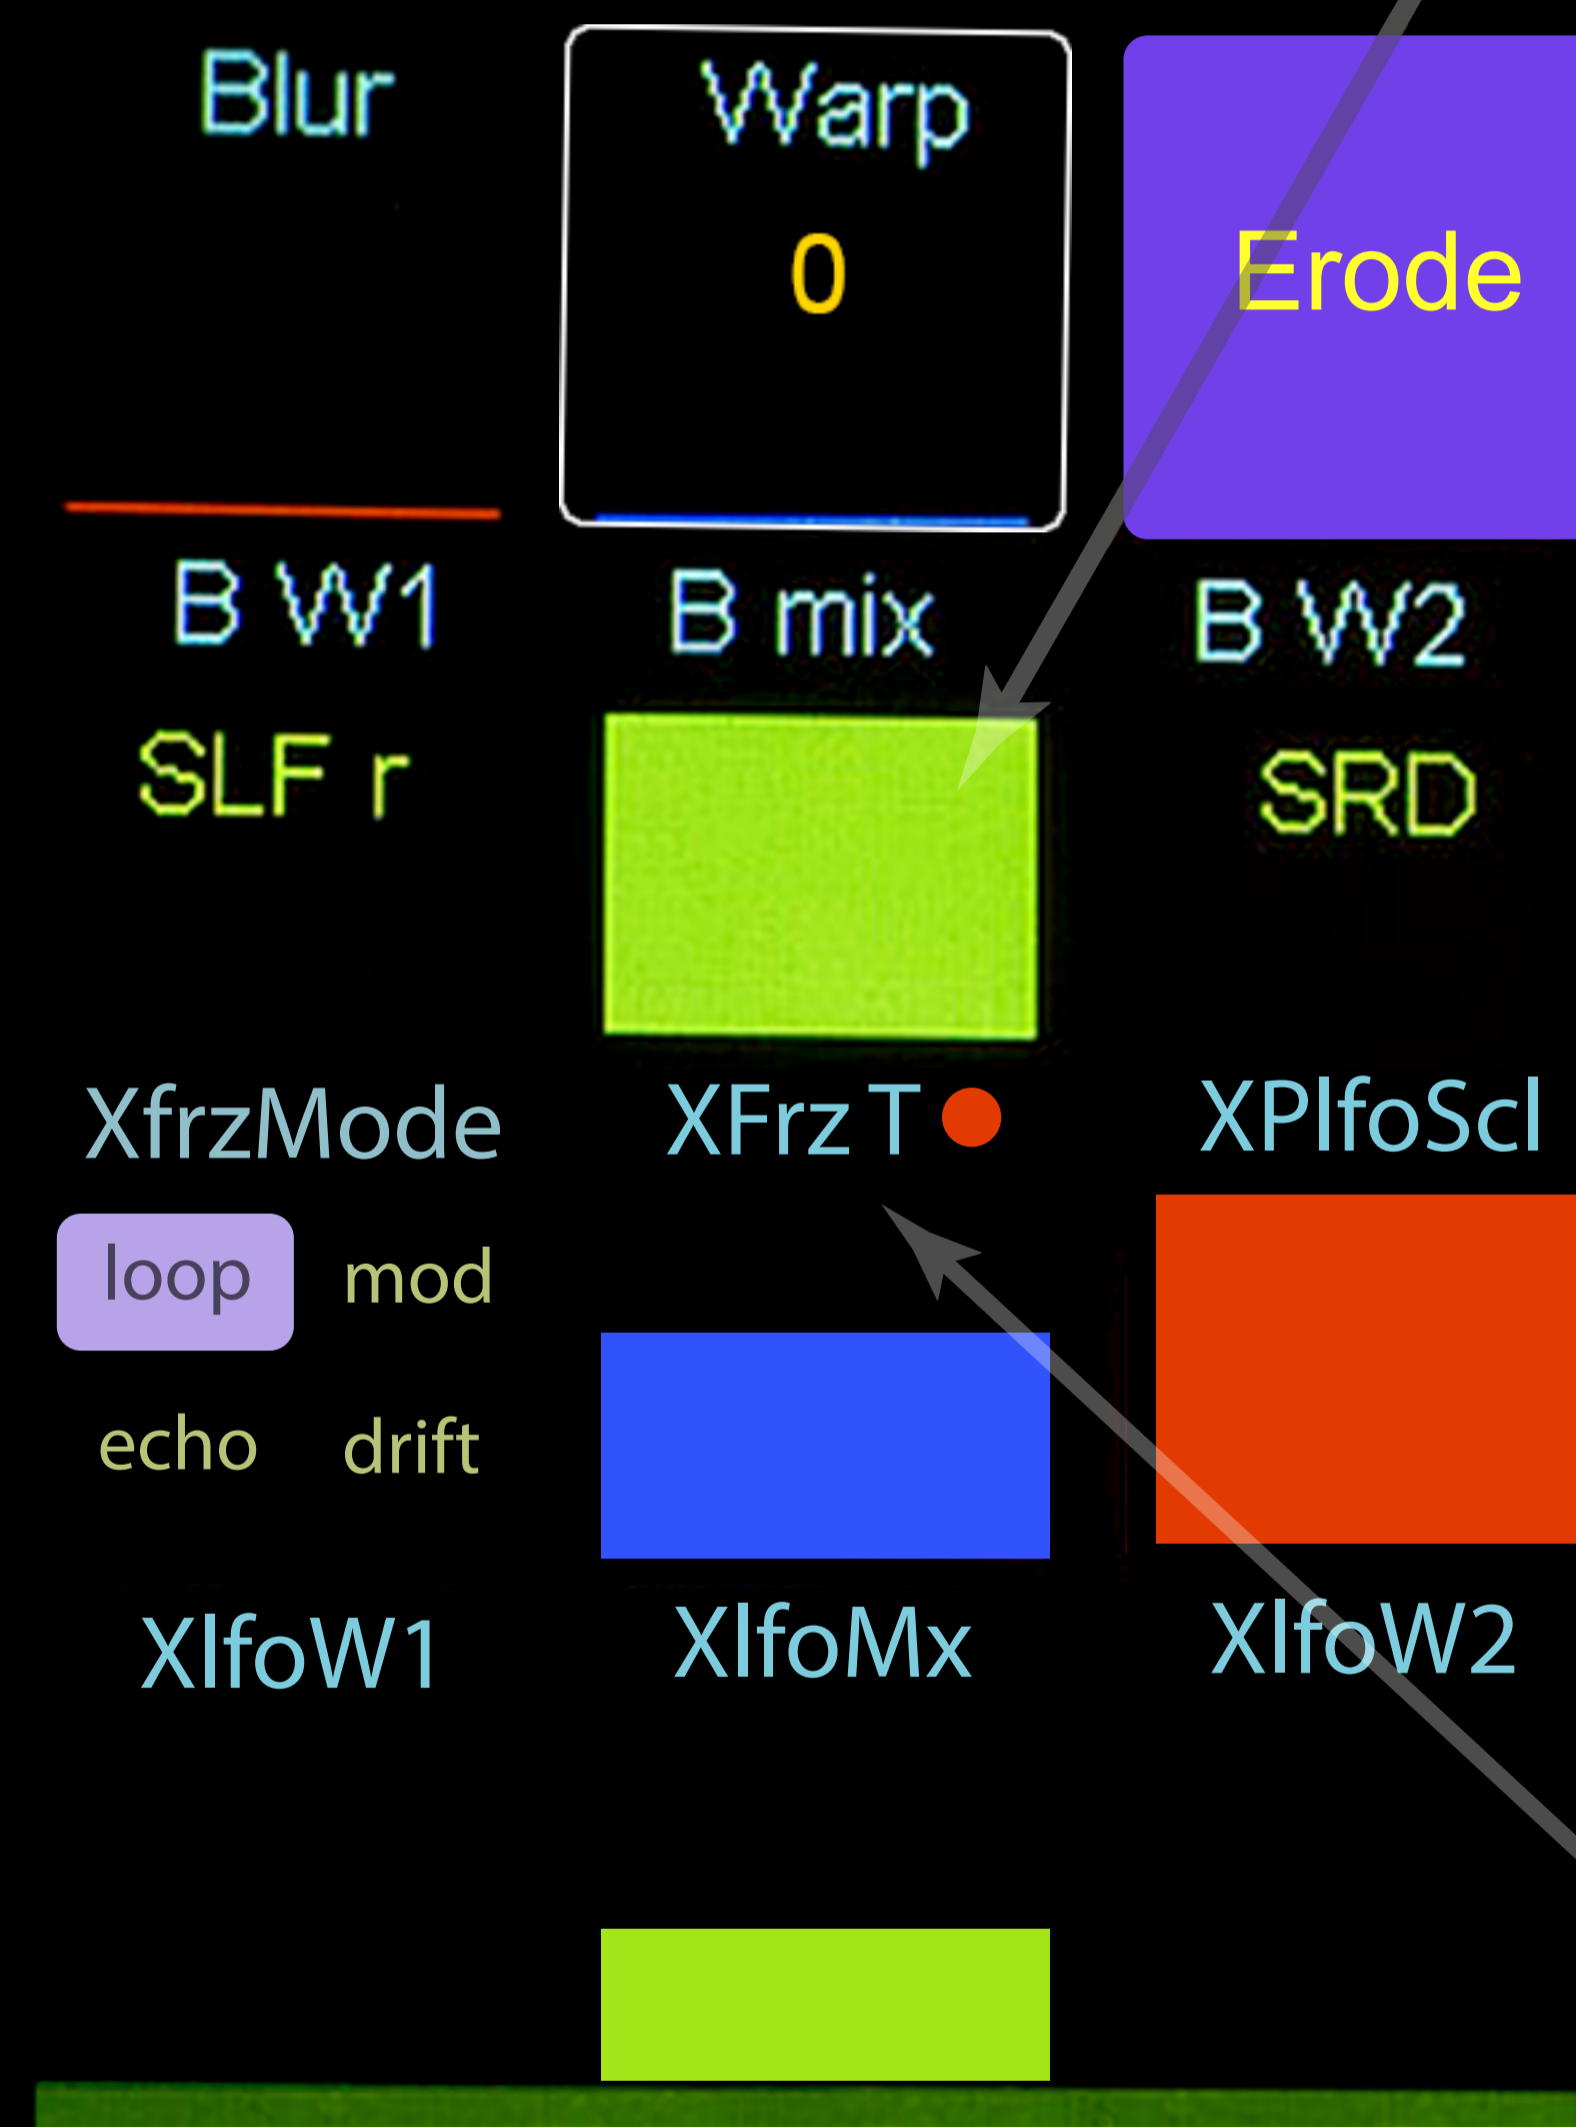 Blur Warp
0
Erode
B W1 B mix B W2
SLF r SRD
XfrzMode XFrz T XPlfoScl
loop mod
echo drift
XlfoW1 XlfoMx XlfoW2